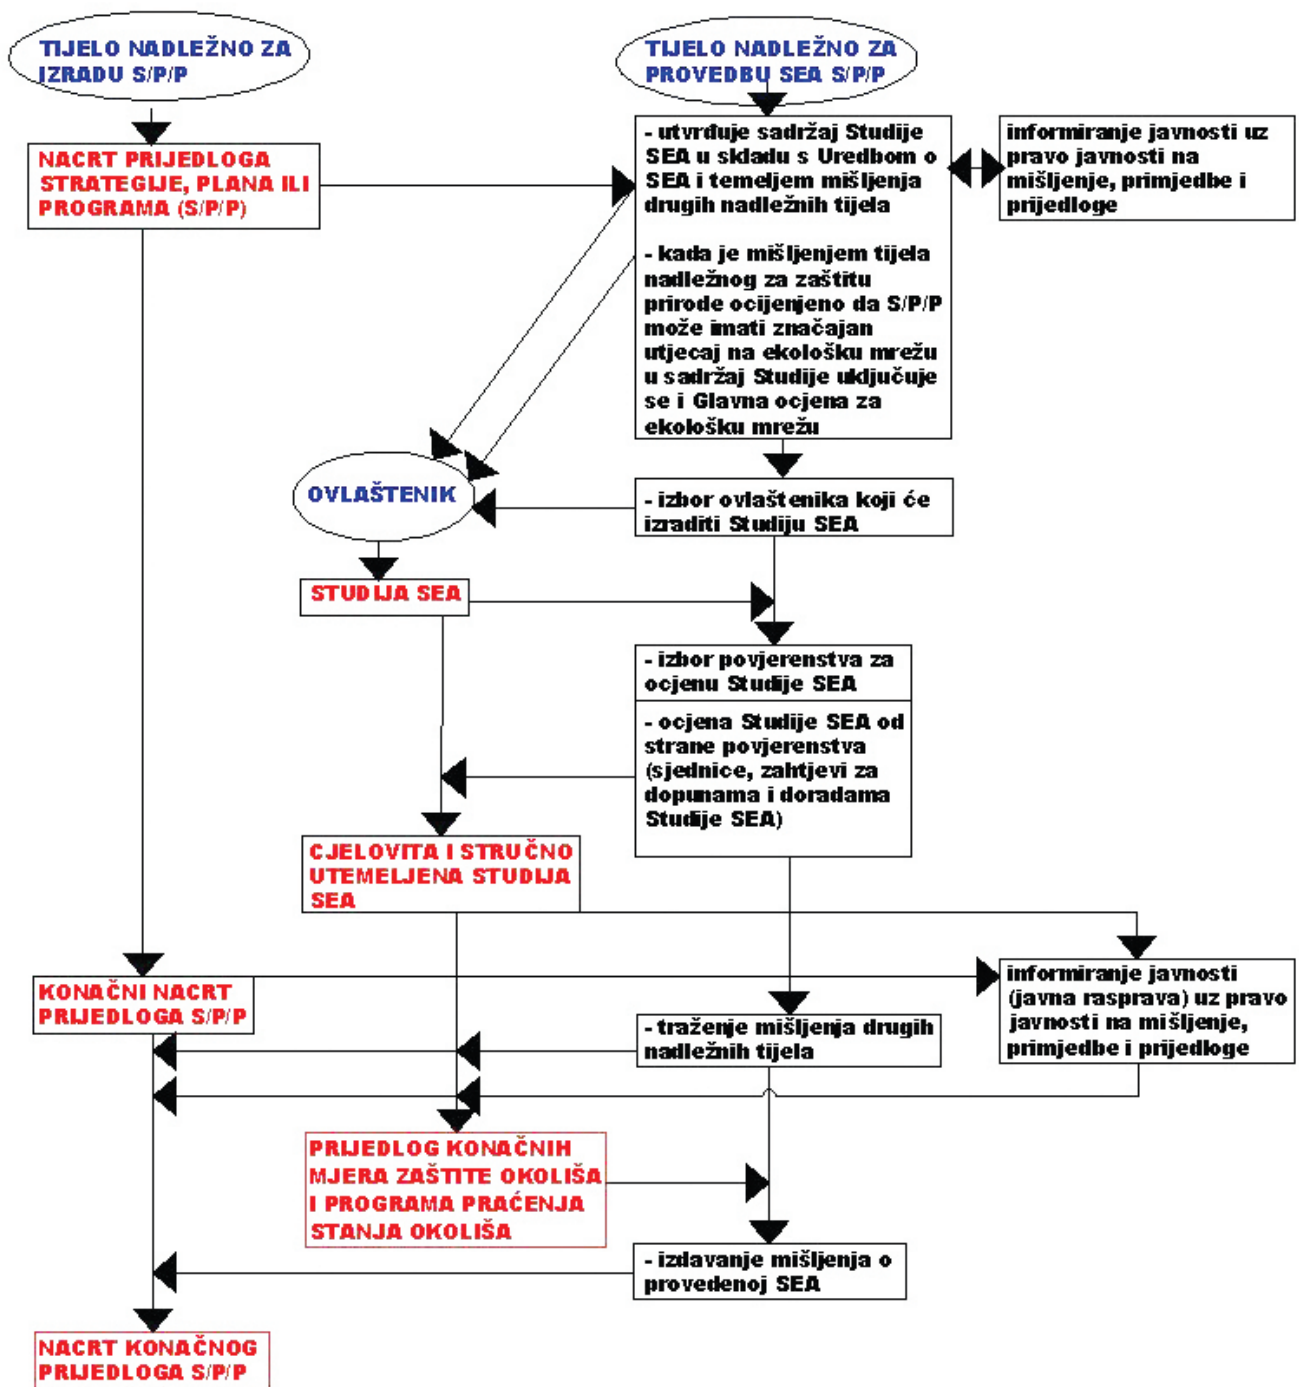 TIJELO NADLEŽNO ZA
IZRADU S/P/P
TIJELO NADLEŽNO ZA
PROVEDBU SEA S/P/P
NACRT PRIJEDLOGA
STRATEGIJE, PLANA ILI
PROGRAMA (S/P/P)
- utvrđuje sadržaj Studije
SEA u skladu s Uredbom o
SEA i temeljem mišljenja
drugih nadležnih tijela
- kada je mišljenjem tijela
nadležnog za zaštitu
prirode ocijenjeno da S/P/P
može imati značajan
utjecaj na ekološku mrežu
u sadržaj Studije uključuje
se i Glavna ocjena za
ekološku mrežu
informiranje javnosti uz
pravo javnosti na
mišljenje, primjedbe i
prijedloge
OVLAŠTENIK
- izbor ovlaštenika koji će
izraditi Studiju SEA
STUDIJA SEA
- izbor povjerenstva za
ocjenu Studije SEA
- ocjena Studije SEA od
strane povjerenstva
(sjednice, zahtjevi za
dopunama i doradama
Studije SEA)
CJELOVITA I STRUČNO
UTEMELJENA STUDIJA
SEA
KONAČNI NACRT
PRIJEDLOGA S/P/P
- traženje mišljenja drugih
nadležnih tijela
informiranje javnosti
(javna rasprava) uz pravo
javnosti na mišljenje,
primjedbe i prijedloge
PRIJEDLOG KONAČNIH
MJERA ZAŠTITE OKOLIŠA
I PROGRAMA PRAĆENJA
STANJA OKOLIŠA
- izdavanje mišljenja o
provedenoj SEA
NACRT KONAČNOG
PRIJEDLOGA S/P/P